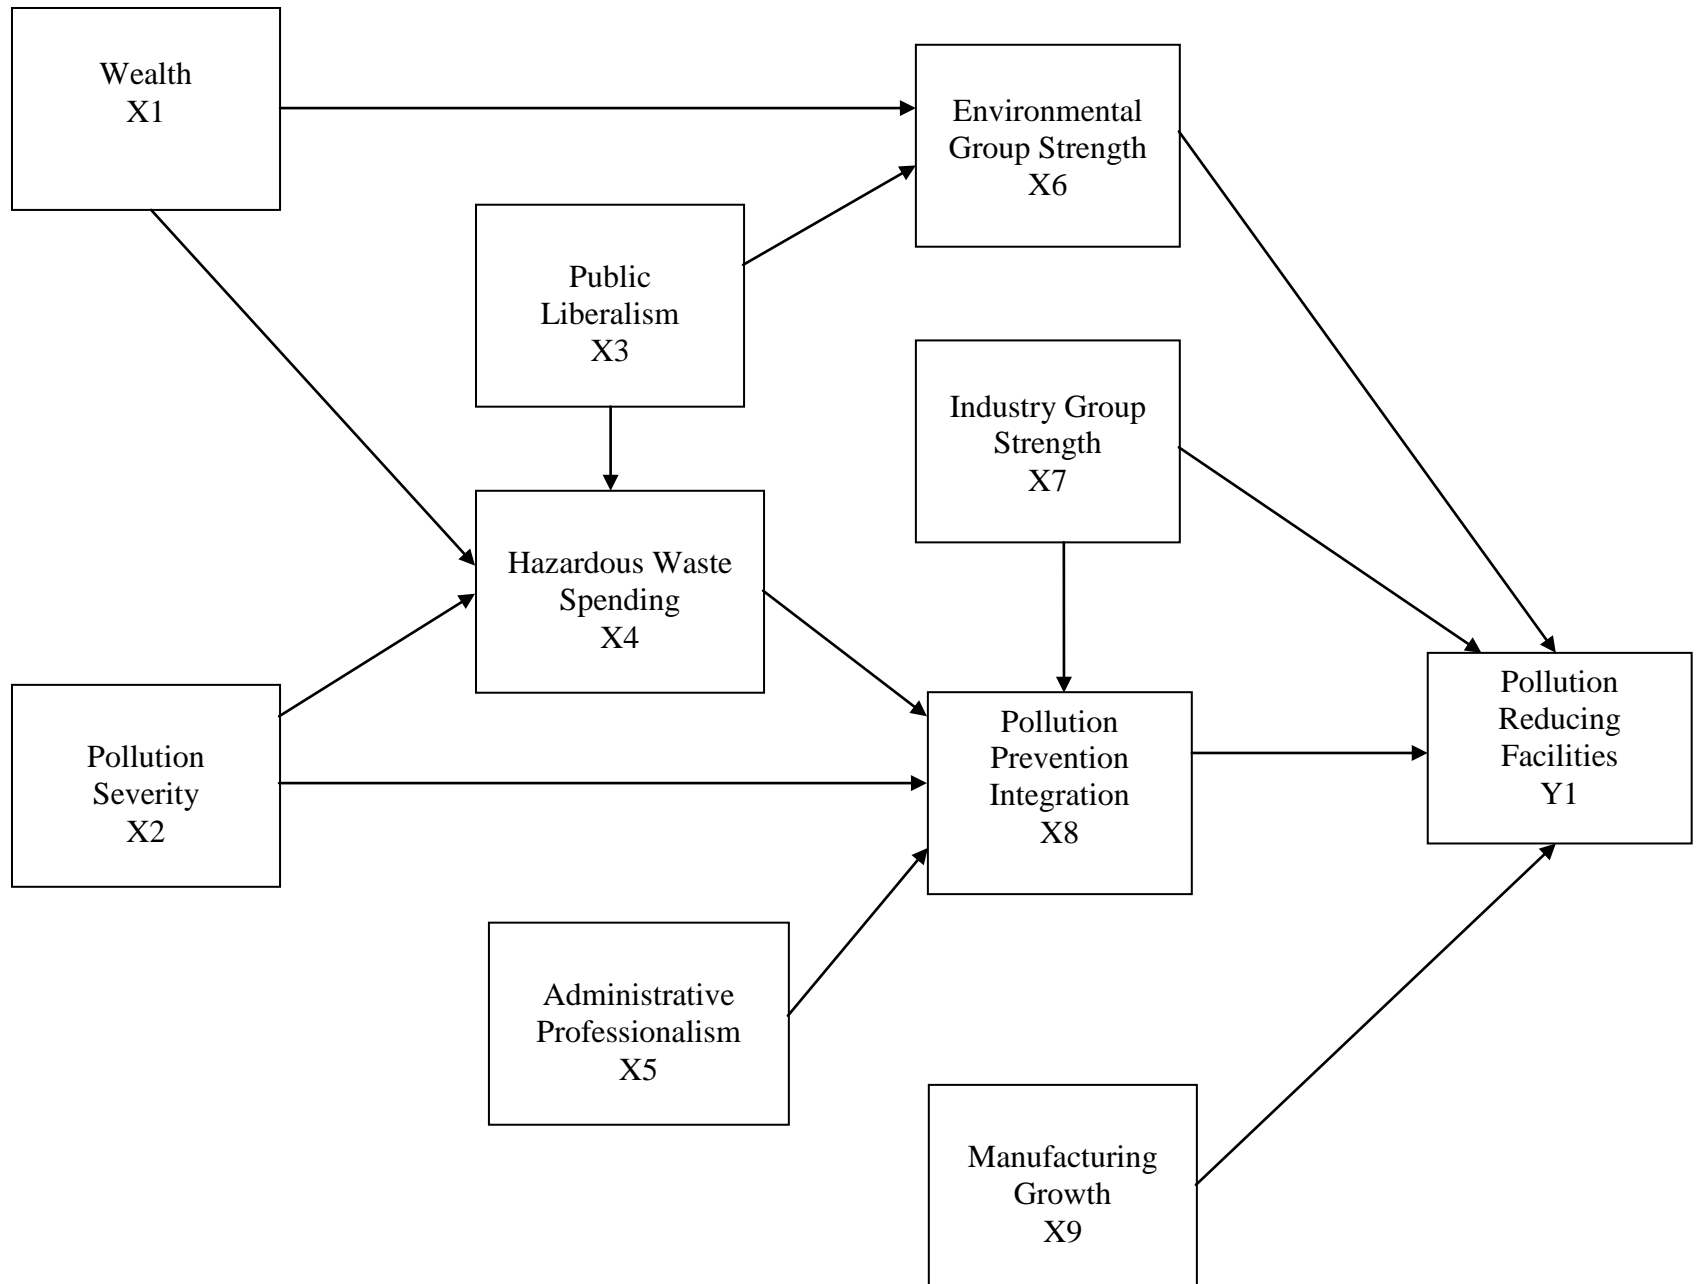 Wealth
X1
Environmental
Group Strength
X6
Public
Liberalism
X3
Industry Group
Strength
X7
Hazardous Waste
Spending
X4
Pollution
Severity
X2
Pollution
Prevention
Integration
X8
Pollution
Reducing
Facilities
Y1
Administrative
Professionalism
X5
Manufacturing
Growth
X9